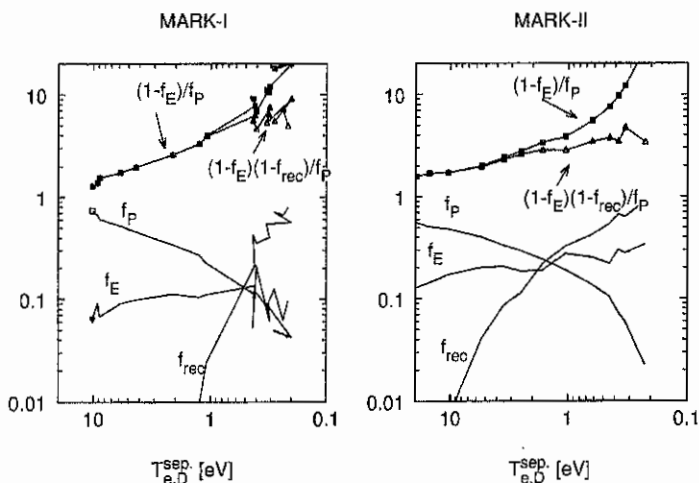 MARK-I
MARK-II
10
1
0.1
0.01
(1-f_E)/f_P
(1-f_E)(1-f_rec)/f_P
f_P
f_E
f_rec
10
1
0.1
T_e,D^sep. [eV]
10
1
0.1
0.01
(1-f_E)/f_P
(1-f_E)(1-f_rec)/f_P
f_P
f_E
f_rec
10
1
0.1
T_e,D^sep. [eV]